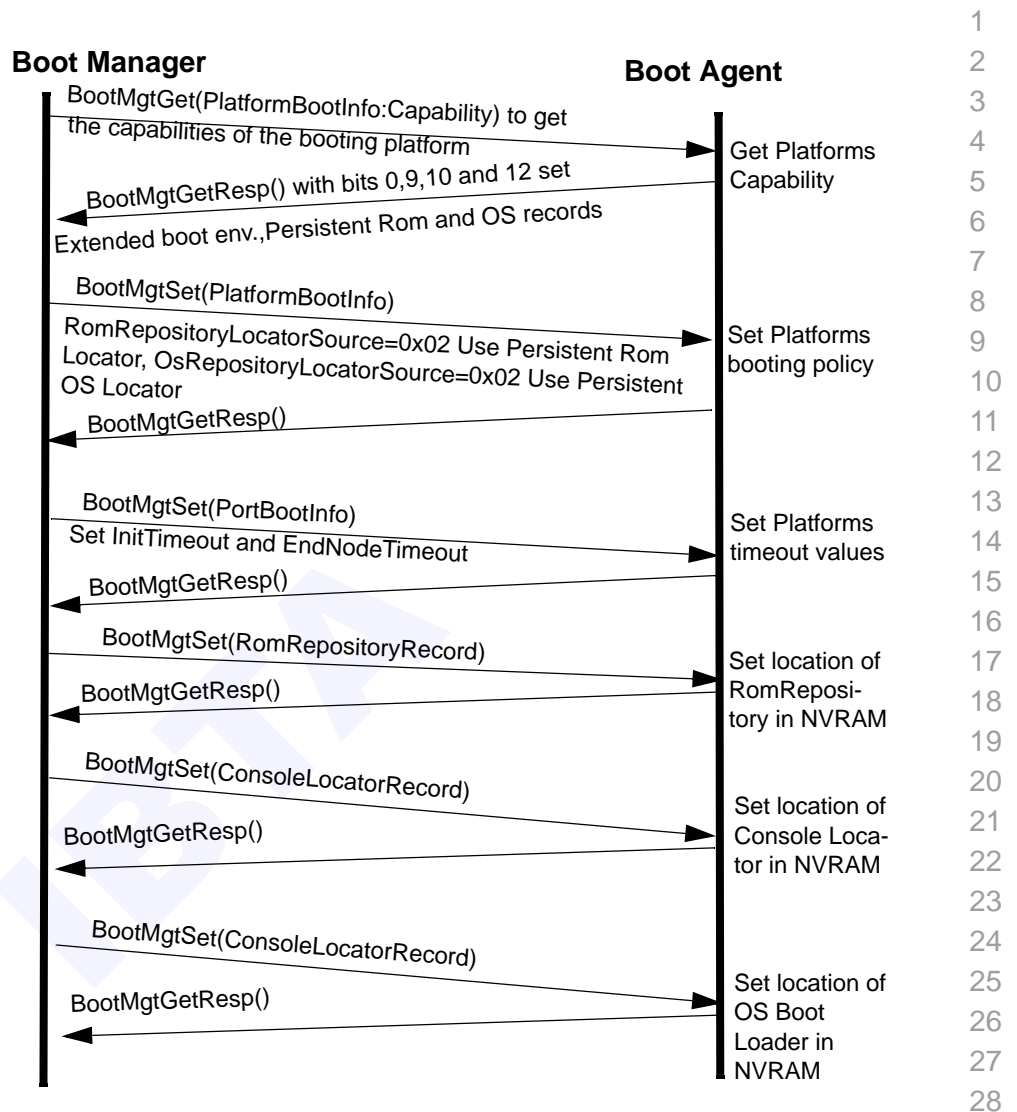 Boot Manager
Boot Agent
BootMgtGet(PlatformBootInfo:Capability) to get
the capabilities of the booting platform
Get Platforms
Capability
BootMgtGetResp() with bits 0,9,10 and 12 set
Extended boot env.,Persistent Rom and OS records
BootMgtSet(PlatformBootInfo)
RomRepositoryLocatorSource=0x02 Use Persistent Rom
Locator, OsRepositoryLocatorSource=0x02 Use Persistent
OS Locator
Set Platforms
booting policy
BootMgtGetResp()
BootMgtSet(PortBootInfo)
Set InitTimeout and EndNodeTimeout
Set Platforms
timeout values
BootMgtGetResp()
BootMgtSet(RomRepositoryRecord)
Set location of
RomReposi-
tory in NVRAM
BootMgtGetResp()
BootMgtSet(ConsoleLocatorRecord)
Set location of
Console Loca-
tor in NVRAM
BootMgtGetResp()
BootMgtSet(ConsoleLocatorRecord)
Set location of
OS Boot
Loader in
NVRAM
BootMgtGetResp()
IBTA
1
2
3
4
5
6
7
8
9
10
11
12
13
14
15
16
17
18
19
20
21
22
23
24
25
26
27
28